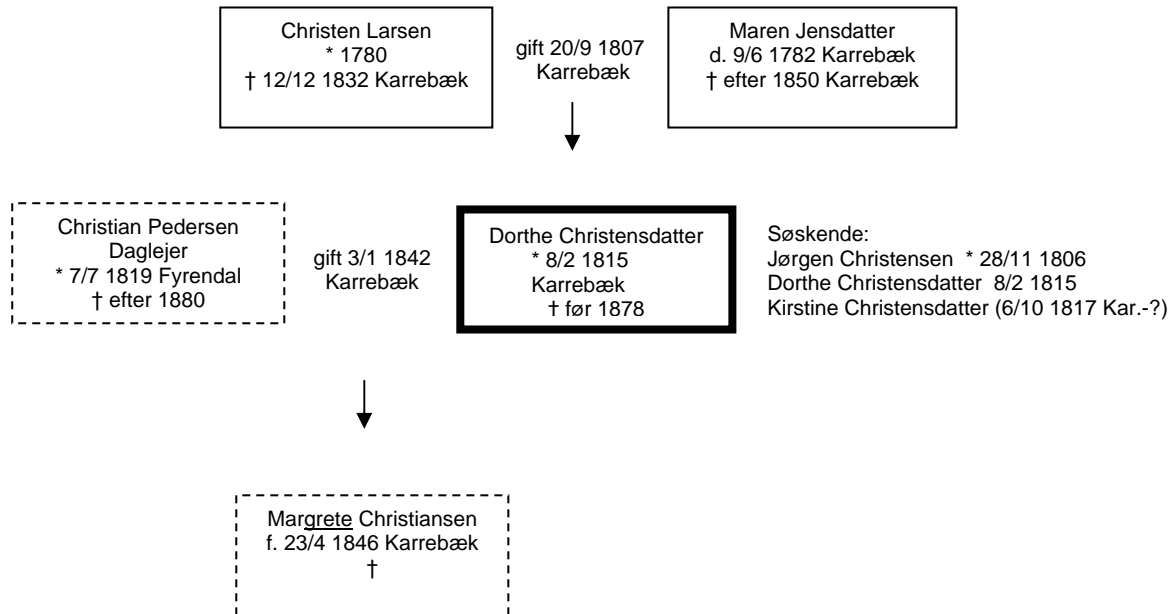 Christen Larsen
* 1780
† 12/12 1832 Karrebæk
gift 20/9 1807
Karrebæk
Maren Jensdatter
d. 9/6 1782 Karrebæk
† efter 1850 Karrebæk
Christian Pedersen
Daglejer
* 7/7 1819 Fyrendal
† efter 1880
gift 3/1 1842
Karrebæk
Dorthe Christensdatter
* 8/2 1815
Karrebæk
† før 1878
Søskende:
Jørgen Christensen * 28/11 1806
Dorthe Christensdatter 8/2 1815
Kirstine Christensdatter (6/10 1817 Kar.-?)
Margrete Christiansen
f. 23/4 1846 Karrebæk
†